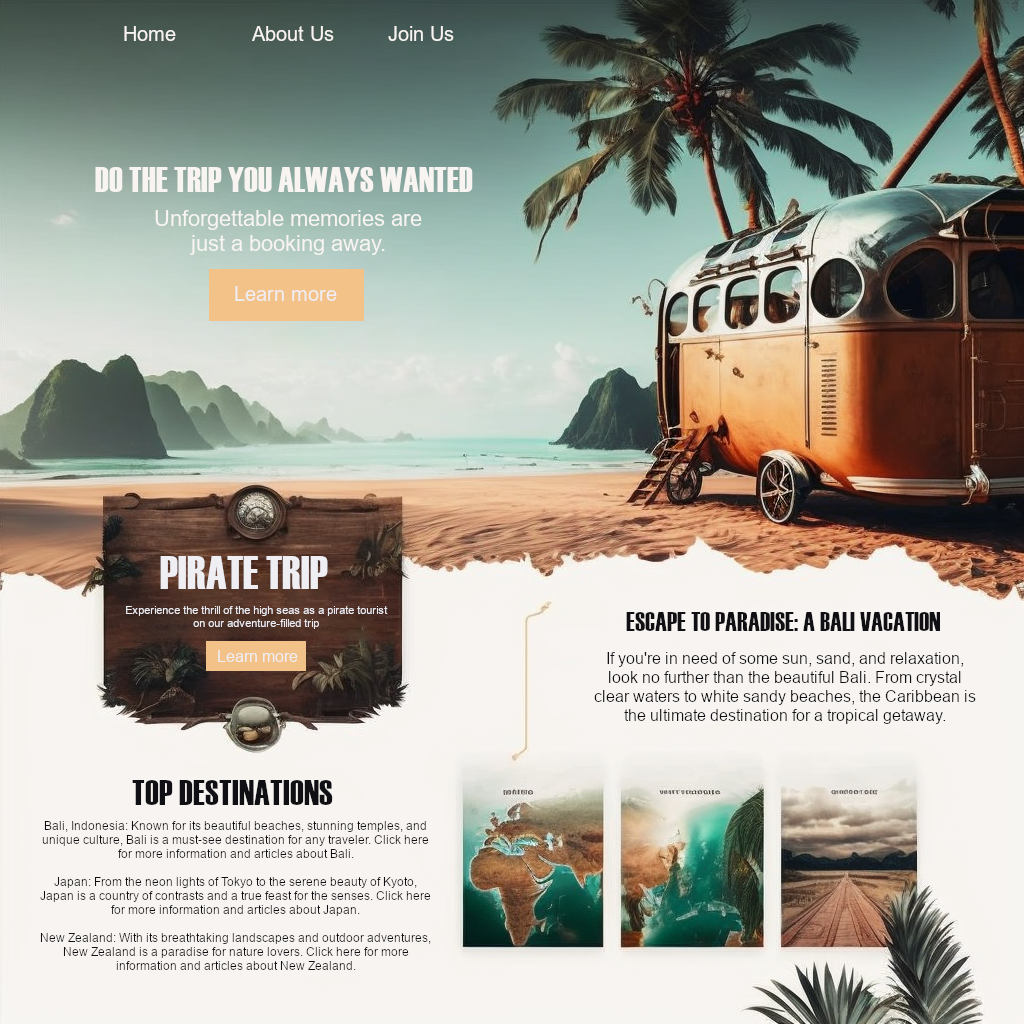 Home
About Us
Join Us
DO THE TRIP YOU ALWAYS WANTED
Unforgettable memories are
just a booking away.
Learn more
PIRATE TRIP
Experience the thrill of the high seas as a pirate tourist
on our adventure-filled trip
Learn more
ESCAPE TO PARADISE: A BALI VACATION
If you're in need of some sun, sand, and relaxation,
look no further than the beautiful Bali. From crystal
clear waters to white sandy beaches, the Caribbean is
the ultimate destination for a tropical getaway.
TOP DESTINATIONS
Bali, Indonesia: Known for its beautiful beaches, stunning temples, and
unique culture, Bali is a must-see destination for any traveler. Click here
for more information and articles about Bali.
Japan: From the neon lights of Tokyo to the serene beauty of Kyoto,
Japan is a country of contrasts and a true feast for the senses. Click here
for more information and articles about Japan.
New Zealand: With its breathtaking landscapes and outdoor adventures,
New Zealand is a paradise for nature lovers. Click here for more
information and articles about New Zealand.